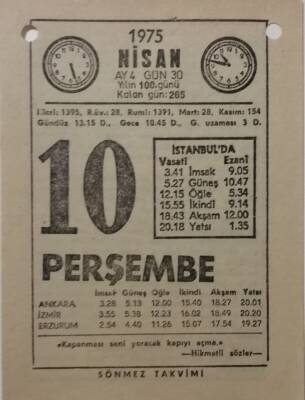 1975
NİSAN
AY 4 GÜN 30
Yılın 100.günü
Kalan gün: 265
Hicri: 1395, R.Evv: 28, Rumi: 1391, Mart: 28, Kasım: 154
Gündüz 13.15 D., Gece 10.45 D., G. uzaması 3 D.
10
İSTANBUL'DA
Vasati Ezanî
3.41 İmsak 9.05
5.27 Güneş 10.47
12.15 Öğle 5.34
15.55 İkindi 9.14
18.43 Akşam 12.00
20.18 Yatsı 1.35
PERŞEMBE
İmsak Güneş Öğle İkindi Akşam Yatsı
ANKARA 3.28 5.13 12.00 15.40 18.27 20.01
İZMİR 3.55 5.38 12.23 16.02 18.49 20.20
ERZURUM 2.54 4.40 11.26 15.07 17.54 19.27
«Kapanması seni yoracak kapıyı açma.»
—Hikmetli sözler—
SÖNMEZ TAKVİMİ